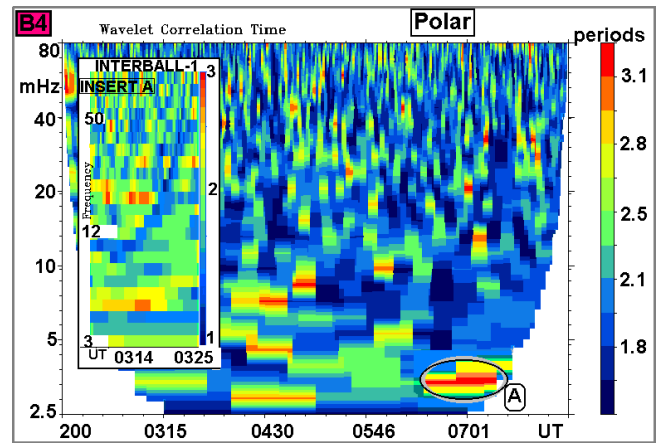 B4
Wavelet Correlation Time
Polar
periods
80
mHz
40
20
10
5
2.5
INTERBALL-1
INSERT A
50
Frequency
12
3
UT 0314 0325
3
2
1
3.1
2.8
2.5
2.1
1.8
A
200 0315 0430 0546 0701 UT